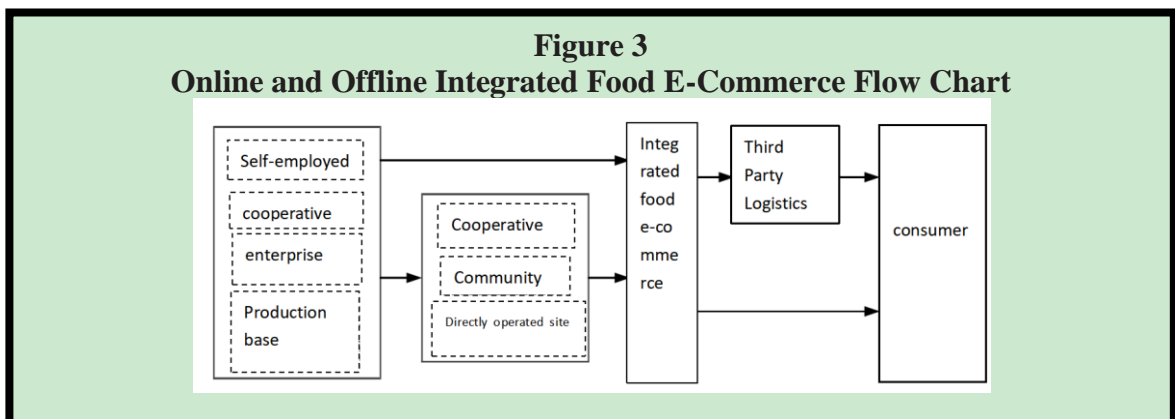 Figure 3
Online and Offline Integrated Food E-Commerce Flow Chart
Self-employed
cooperative
enterprise
Production
base
Cooperative
Community
Directly operated site
Integ
rated
food
e-co
mme
rce
Third
Party
Logistics
consumer